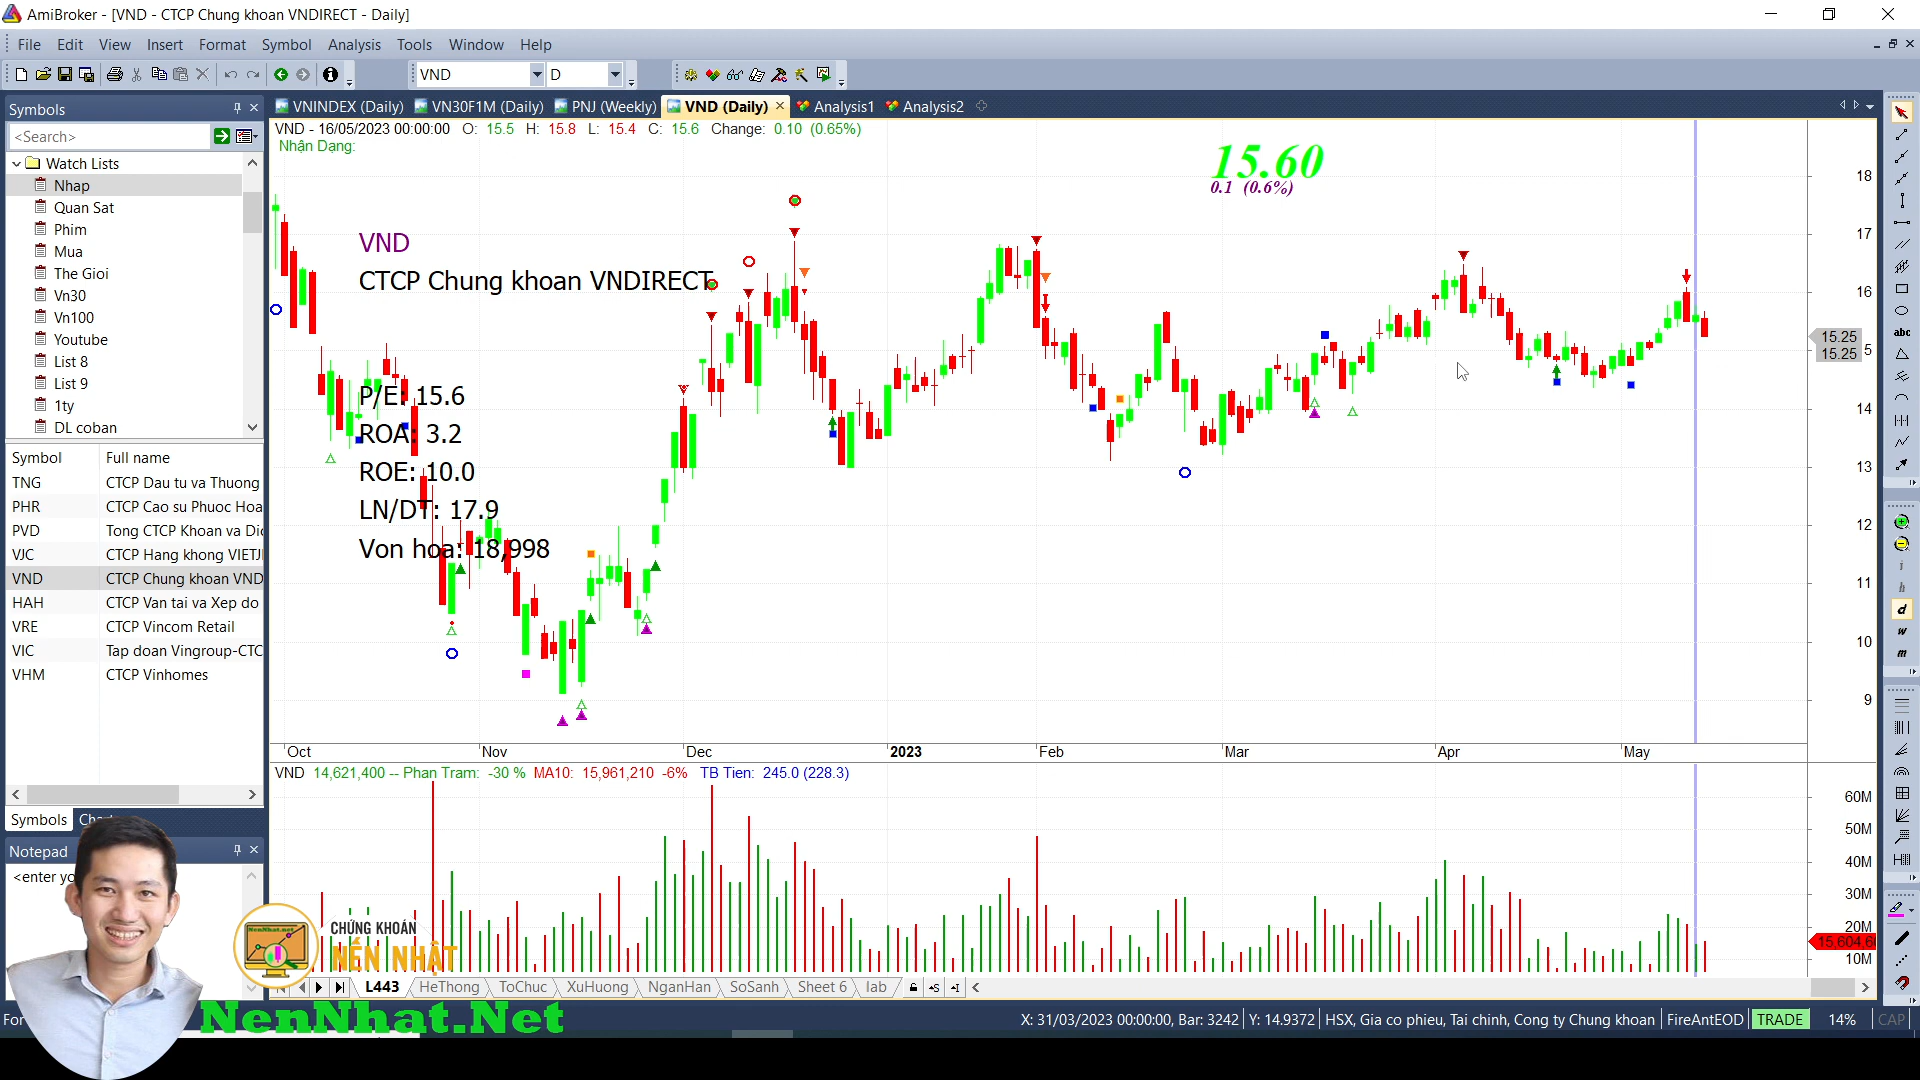 AmiBroker - [VND - CTCP Chung khoan VNDIRECT - Daily]
File Edit View Insert Format Symbol Analysis Tools Window Help
VND D
Symbols
<Search>
Watch Lists
Nhap
Quan Sat
Phim
Mua
The Gioi
Vn30
Vn100
Youtube
List 8
List 9
1ty
DL coban
Symbol Full name
TNG CTCP Dau tu va Thuong
PHR CTCP Cao su Phuoc Hoa
PVD Tong CTCP Khoan va Dic
VJC CTCP Hang khong VIETJ
VND CTCP Chung khoan VND
HAH CTCP Van tai va Xep do
VRE CTCP Vincom Retail
VIC Tap doan Vingroup-CTC
VHM CTCP Vinhomes
Symbols
Notepad
<enter yo
VNINDEX (Daily) VN30F1M (Daily) PNJ (Weekly) VND (Daily) Analysis1 Analysis2
VND - 16/05/2023 00:00:00 O: 15.5 H: 15.8 L: 15.4 C: 15.6 Change: 0.10 (0.65%)
Nhận Dạng:
15.60
0.1 (0.6%)
VND
CTCP Chung khoan VNDIRECT
P/E: 15.6
ROA: 3.2
ROE: 10.0
LN/DT: 17.9
Von hoa: 18,998
18
17
16
15.25
15.25
5
14
13
12
11
10
9
Oct Nov Dec 2023 Feb Mar Apr May
VND 14,621,400 -- Phan Tram: -30 % MA10: 15,961,210 -6% TB Tien: 245.0 (228.3)
60M
50M
40M
30M
20M
15,604,6
10M
abc
i
h
d
w
m
L443 HeThong ToChuc XuHuong NganHan SoSanh Sheet 6 lab
CHỨNG KHOÁN
NẾN NHẬT
NenNhat.net
NenNhat.Net
For
X: 31/03/2023 00:00:00, Bar: 3242 Y: 14.9372 HSX, Gia co phieu, Tai chinh, Cong ty Chung khoan FireAntEOD TRADE 14% CAP